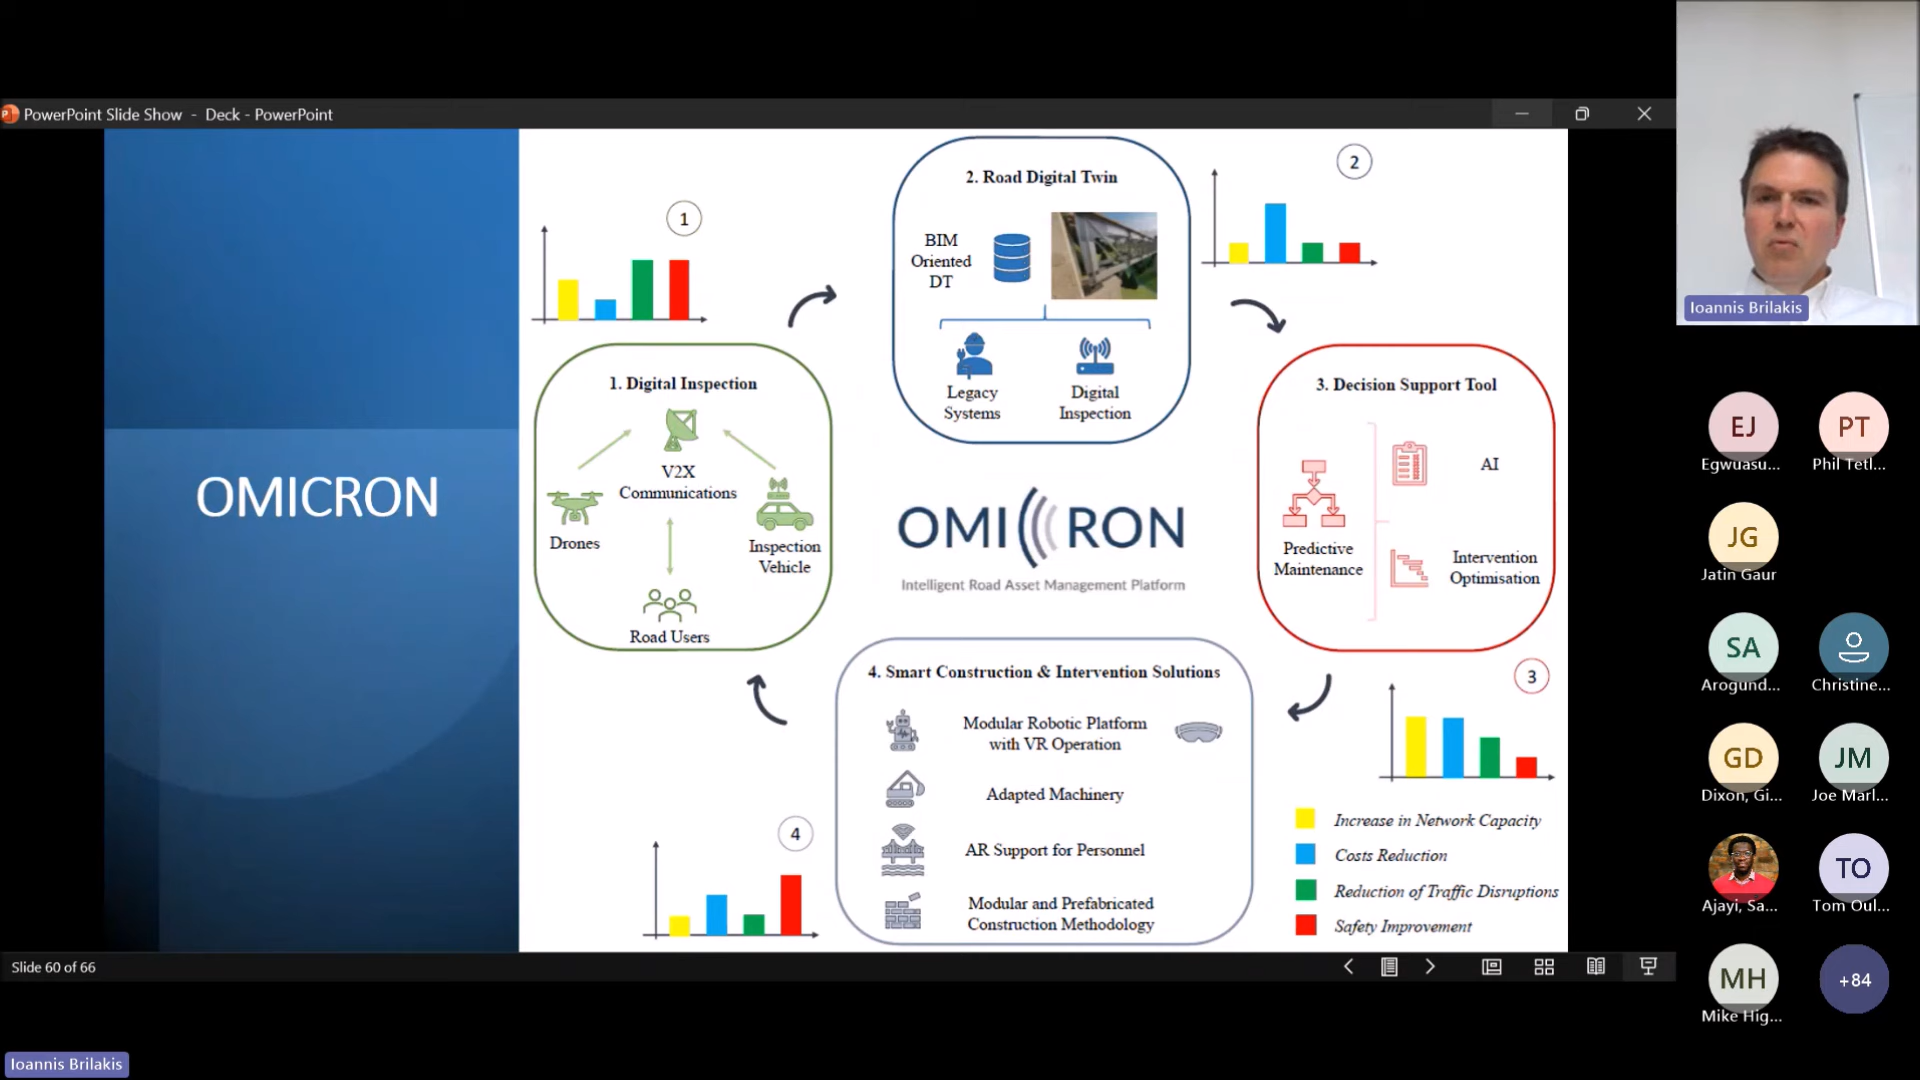 PowerPoint Slide Show - Deck - PowerPoint
OMICRON
1
1. Digital Inspection
V2X
Communications
Drones
Inspection
Vehicle
Road Users
2. Road Digital Twin
BIM
Oriented
DT
Legacy
Systems
Digital
Inspection
2
3. Decision Support Tool
Predictive
Maintenance
AI
Intervention
Optimisation
OMICRON
Intelligent Road Asset Management Platform
4. Smart Construction & Intervention Solutions
Modular Robotic Platform
with VR Operation
Adapted Machinery
AR Support for Personnel
Modular and Prefabricated
Construction Methodology
3
4
Increase in Network Capacity
Costs Reduction
Reduction of Traffic Disruptions
Safety Improvement
Slide 60 of 66
Ioannis Brilakis
Ioannis Brilakis
EJ
Egwuasu...
PT
Phil Tetl...
JG
Jatin Gaur
SA
Arogund...
Christine...
GD
Dixon, Gi...
JM
Joe Marl...
Ajayi, Sa...
TO
Tom Oul...
MH
Mike Hig...
+84